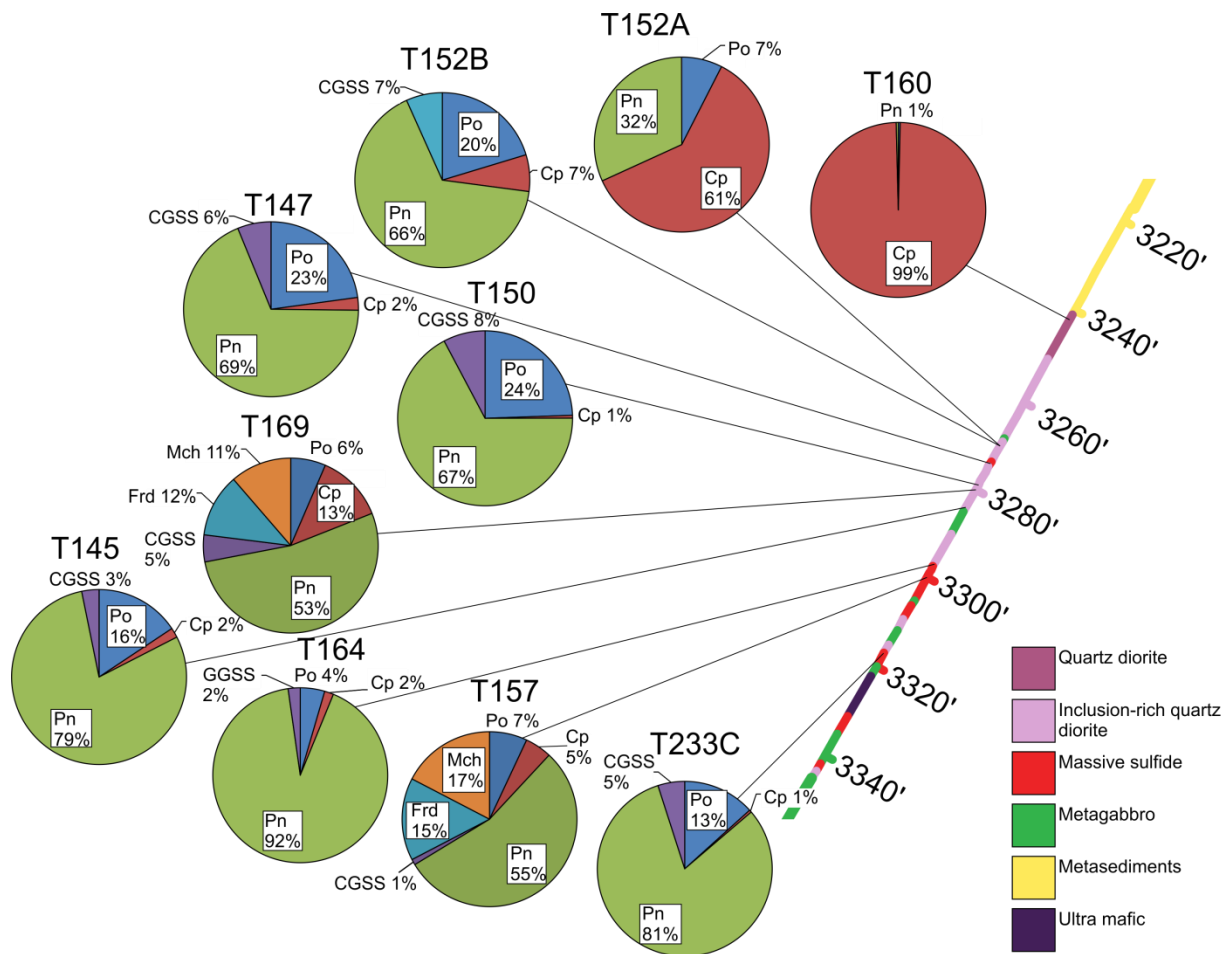 T152A
Po 7%
Pn
32%
Cp
61%
T152B
CGSS 7%
Po
20%
Cp 7%
Pn
66%
T160
Pn 1%
Cp
99%
T147
CGSS 6%
Po
23%
Cp 2%
Pn
69%
T150
CGSS 8%
Po
24%
Cp 1%
Pn
67%
T169
Mch 11%
Po 6%
Cp
13%
Frd 12%
CGSS
5%
Pn
53%
T145
CGSS 3%
Po
16%
Cp 2%
Pn
79%
T164
GGSS
2%
Po 4%
Cp 2%
Pn
92%
T157
Po 7%
Cp
5%
Mch
17%
Frd
15%
CGSS 1%
Pn
55%
T233C
CGSS
5%
Po
13%
Cp 1%
Pn
81%
3220'
3240'
3260'
3280'
3300'
3320'
3340'
Quartz diorite
Inclusion-rich quartz
diorite
Massive sulfide
Metagabbro
Metasediments
Ultra mafic